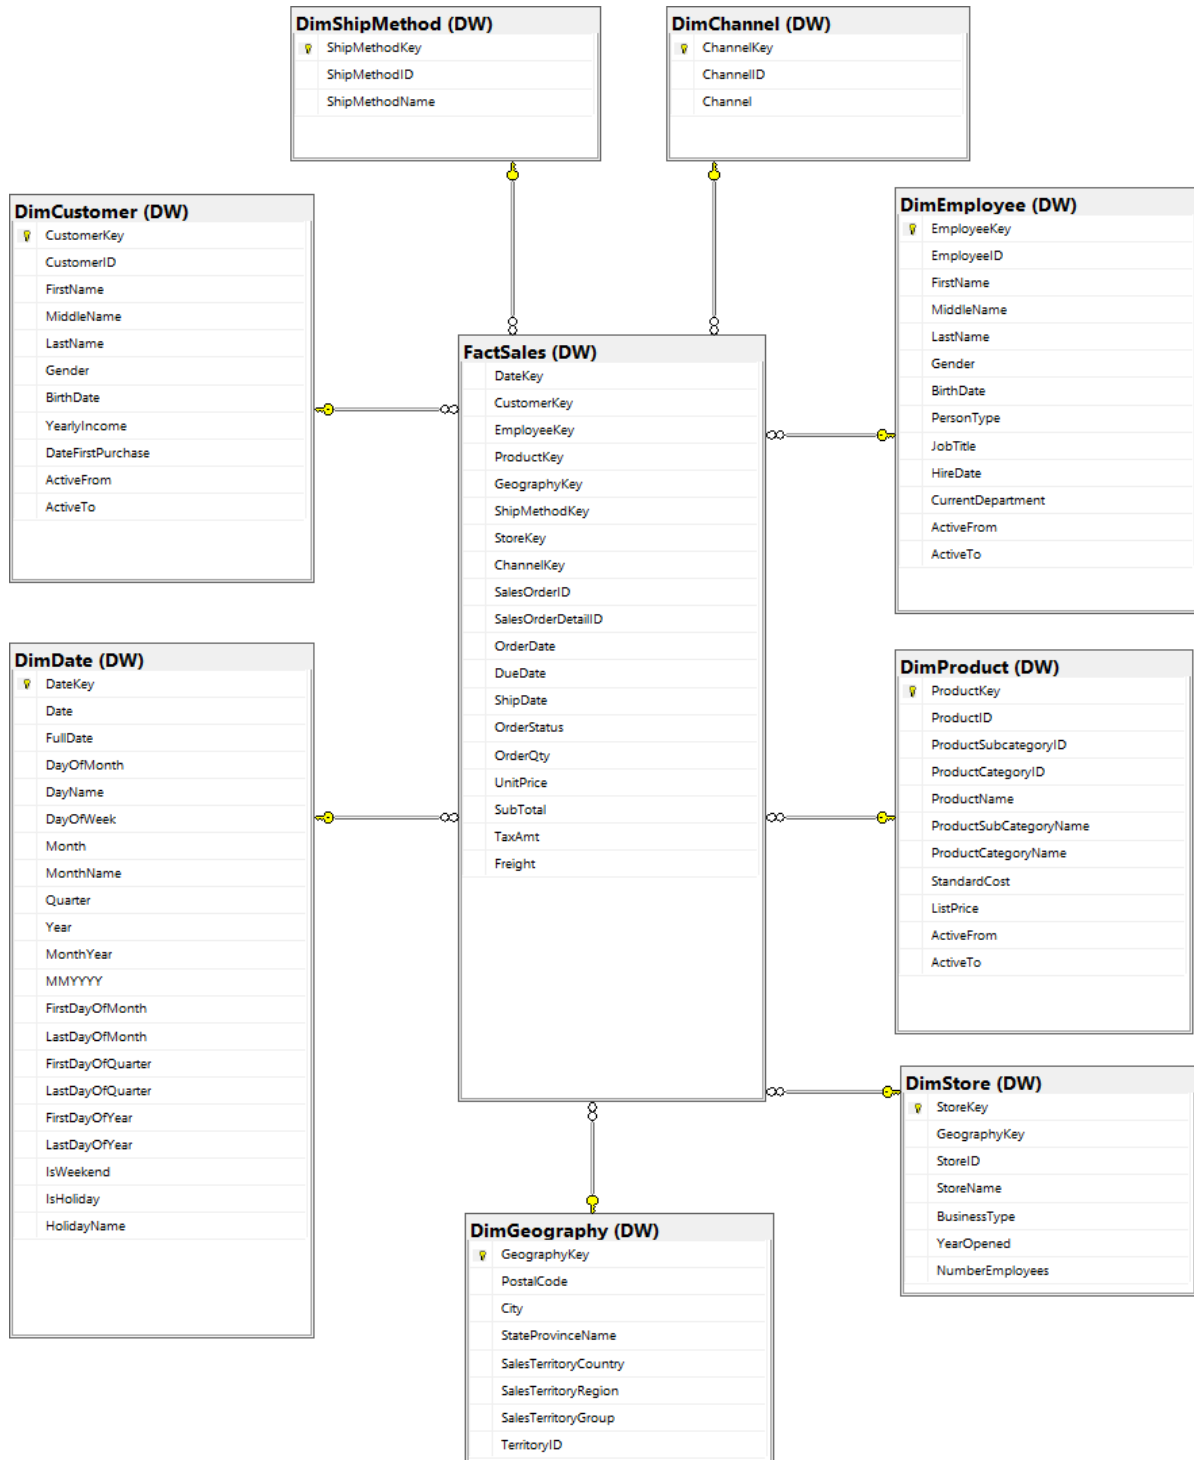 DimShipMethod (DW)
ShipMethodKey
ShipMethodID
ShipMethodName
DimChannel (DW)
ChannelKey
ChannelID
Channel
DimCustomer (DW)
CustomerKey
CustomerID
FirstName
MiddleName
LastName
Gender
BirthDate
YearlyIncome
DateFirstPurchase
ActiveFrom
ActiveTo
DimEmployee (DW)
EmployeeKey
EmployeeID
FirstName
MiddleName
LastName
Gender
BirthDate
PersonType
JobTitle
HireDate
CurrentDepartment
ActiveFrom
ActiveTo
FactSales (DW)
DateKey
CustomerKey
EmployeeKey
ProductKey
GeographyKey
ShipMethodKey
StoreKey
ChannelKey
SalesOrderID
SalesOrderDetailID
OrderDate
DueDate
ShipDate
OrderStatus
OrderQty
UnitPrice
SubTotal
TaxAmt
Freight
DimDate (DW)
DateKey
Date
FullDate
DayOfMonth
DayName
DayOfWeek
Month
MonthName
Quarter
Year
MonthYear
MMYYYY
FirstDayOfMonth
LastDayOfMonth
FirstDayOfQuarter
LastDayOfQuarter
FirstDayOfYear
LastDayOfYear
IsWeekend
IsHoliday
HolidayName
DimProduct (DW)
ProductKey
ProductID
ProductSubcategoryID
ProductCategoryID
ProductName
ProductSubCategoryName
ProductCategoryName
StandardCost
ListPrice
ActiveFrom
ActiveTo
DimStore (DW)
StoreKey
GeographyKey
StoreID
StoreName
BusinessType
YearOpened
NumberEmployees
DimGeography (DW)
GeographyKey
PostalCode
City
StateProvinceName
SalesTerritoryCountry
SalesTerritoryRegion
SalesTerritoryGroup
TerritoryID